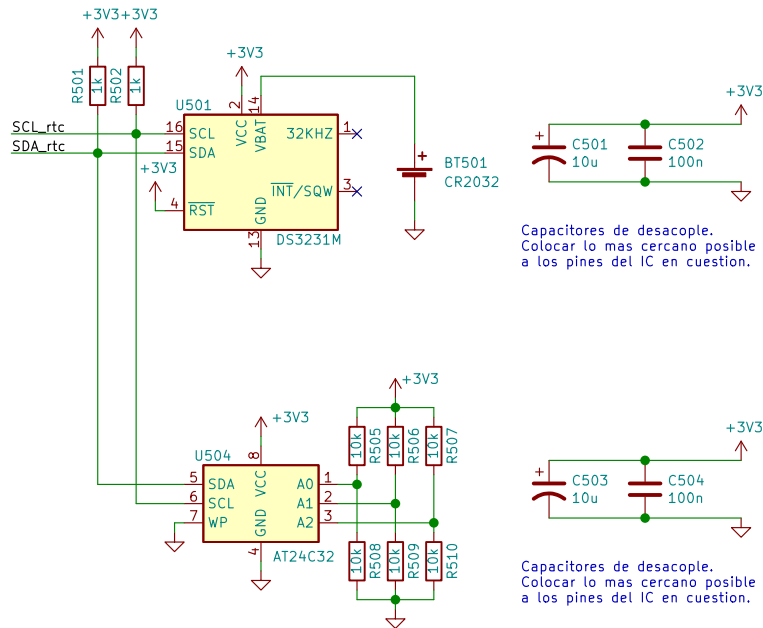 +3V3+3V3
R501 1k
R502 1k
+3V3
U501
2 VCC
14 VBAT
SCL_rtc
16 SCL
32KHZ 1
SDA_rtc
15 SDA
+3V3
4 RST
INT/SQW 3
13 GND
DS3231M
BT501
CR2032
+3V3
C501
10u
C502
100n
Capacitores de desacople.
Colocar lo mas cercano posible
a los pines del IC en cuestion.
+3V3
+3V3
10k R505
10k R506
10k R507
U504
8 VCC
5 SDA
A0 1
6 SCL
A1 2
7 WP
A2 3
4 GND
AT24C32
10k R508
10k R509
10k R510
+3V3
C503
10u
C504
100n
Capacitores de desacople.
Colocar lo mas cercano posible
a los pines del IC en cuestion.